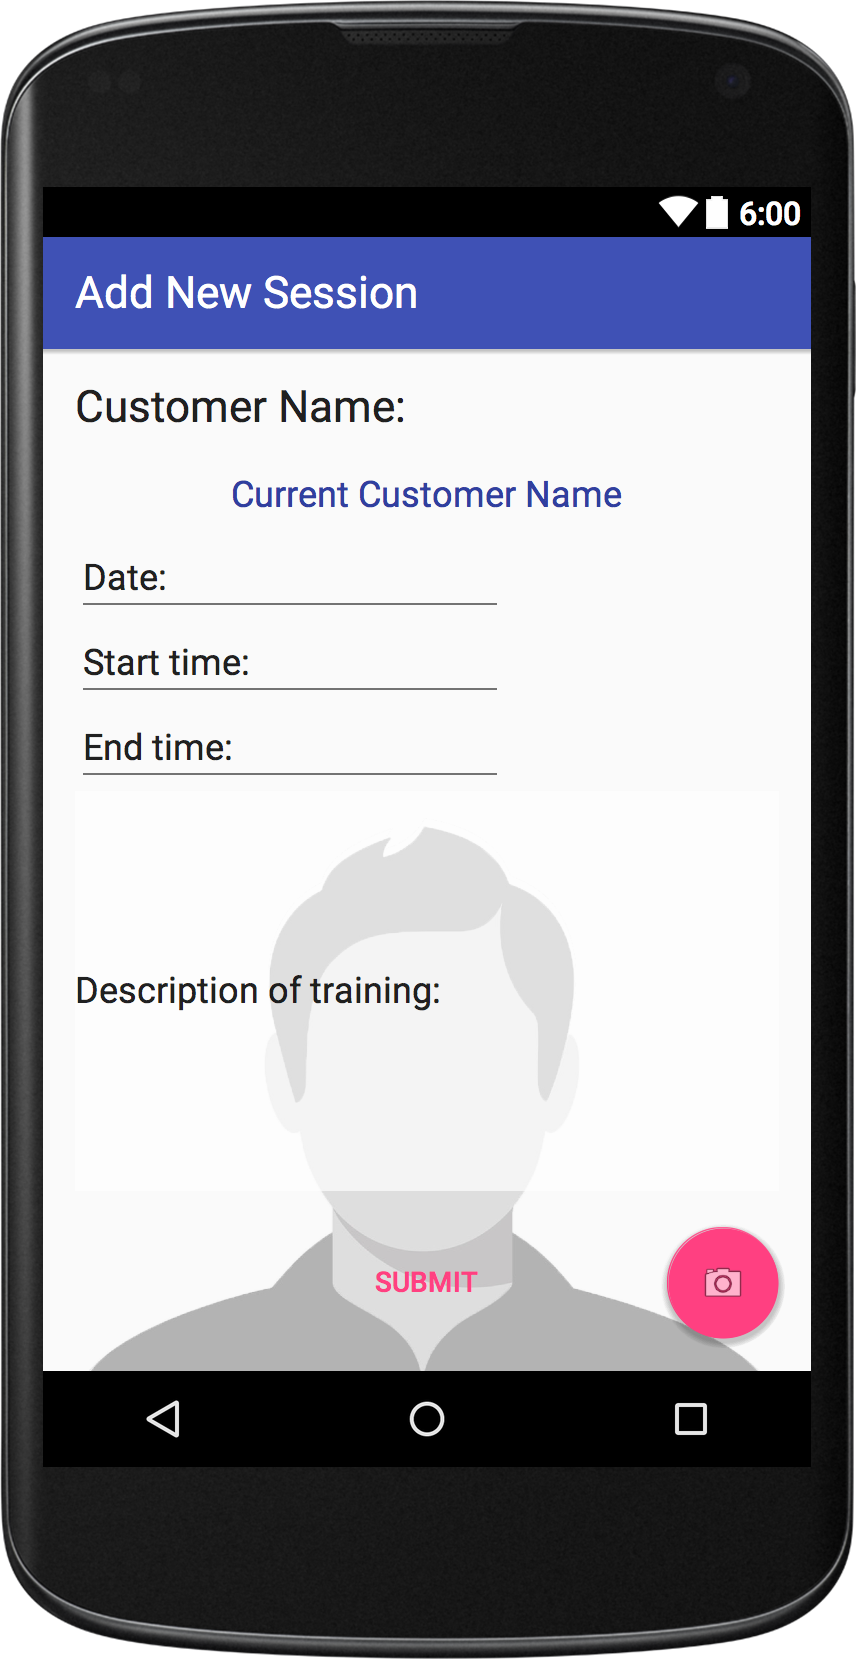 6:00
Add New Session
Customer Name:
Current Customer Name
Date:
Start time:
End time:
Description of training:
SUBMIT